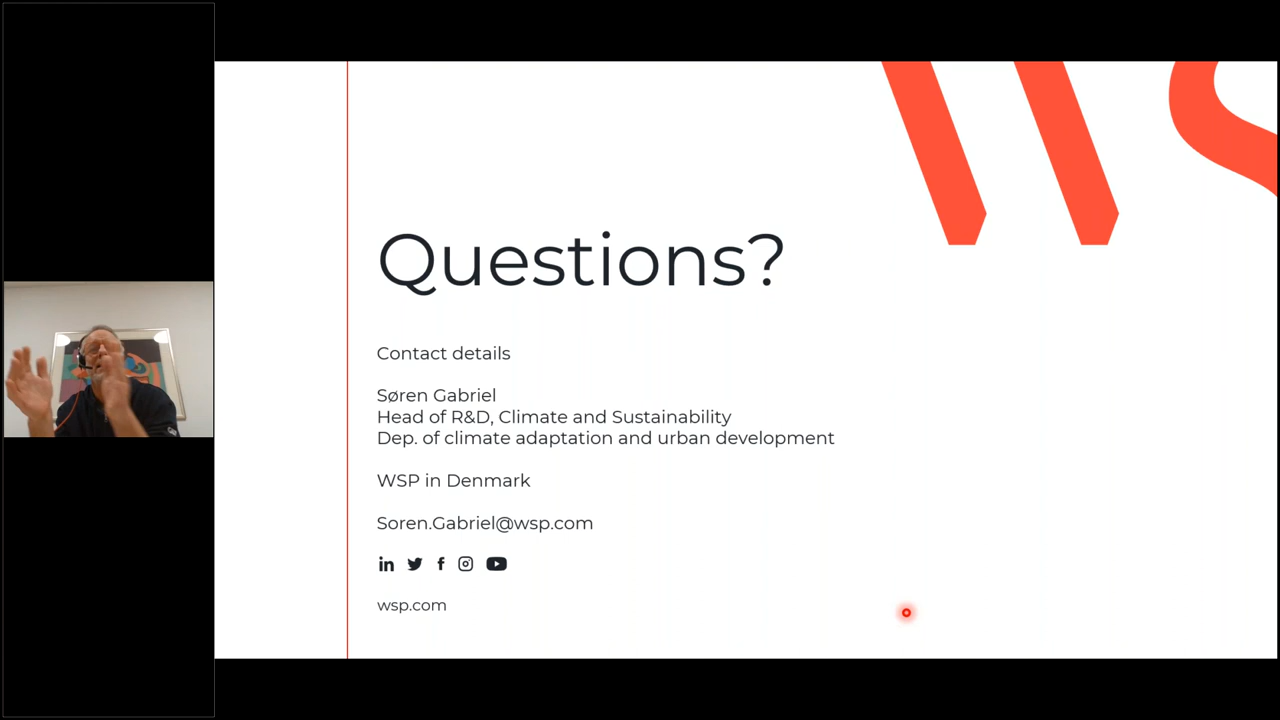 WS
Questions?
Contact details
Søren Gabriel
Head of R&D, Climate and Sustainability
Dep. of climate adaptation and urban development
WSP in Denmark
Soren.Gabriel@wsp.com
wsp.com